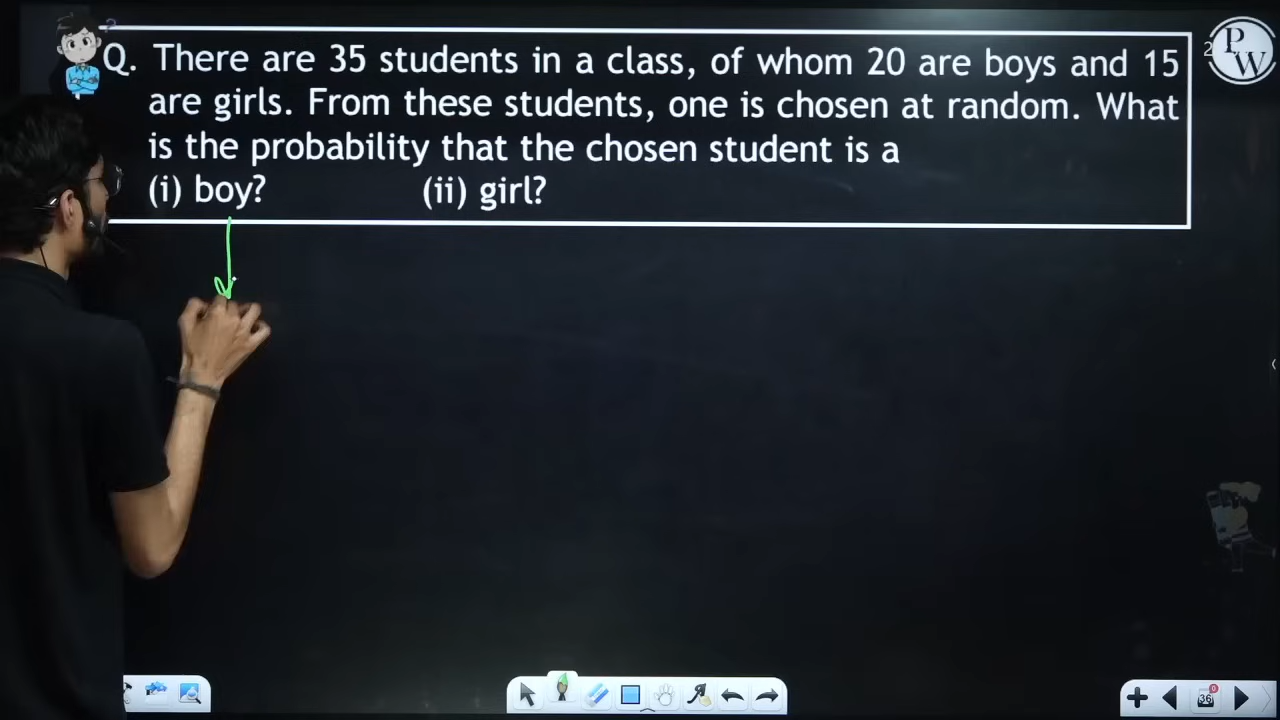 Q. There are 35 students in a class, of whom 20 are boys and 15
are girls. From these students, one is chosen at random. What
is the probability that the chosen student is a
(i) boy? (ii) girl?
P
W
36